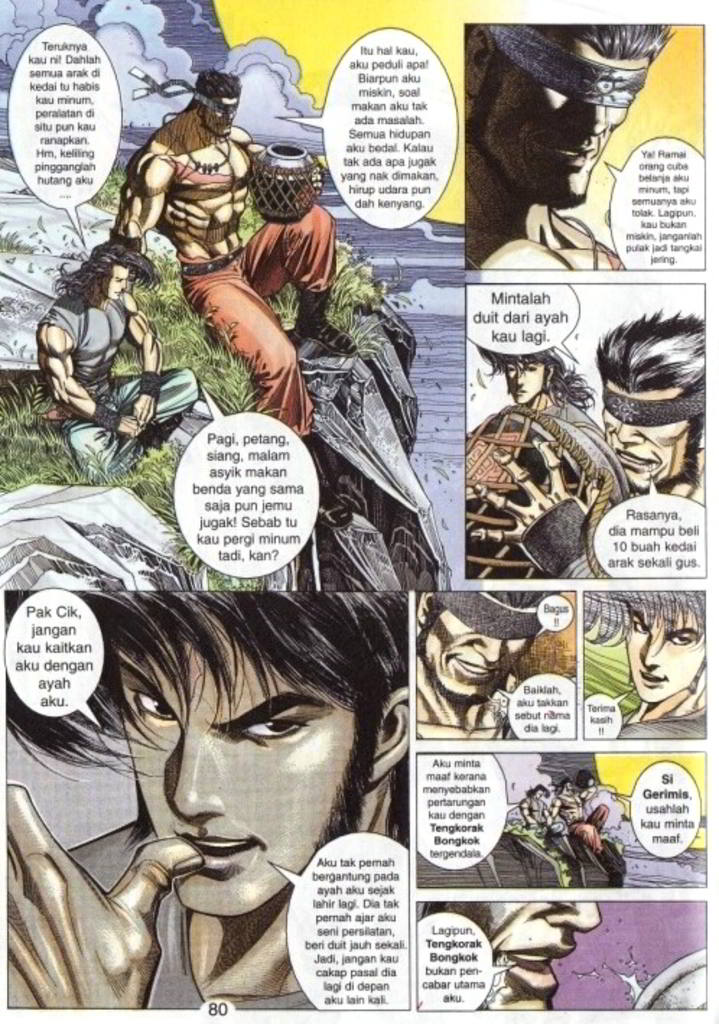 Teruknya
kau ni! Dahlah
semua arak di
kedai tu habis
kau minum,
peralatan di
situ pun kau
ranapkan.
Hm, keliling
pingganglah
hutang aku
....
Itu hal kau,
aku peduli apa!
Biarpun aku
miskin, soal
makan aku tak
ada masalah.
Semua hidupan
aku bedal. Kalau
tak ada apa jugak
yang nak dimakan,
hirup udara pun
dah kenyang.
Ya! Ramai
orang cuba
belanja aku
minum, tapi
semuanya aku
tolak. Lagipun,
kau bukan
miskin, janganlah
pulak jadi tangkai
jering.
Pagi, petang,
siang, malam
asyik makan
benda yang sama
saja pun jemu
jugak! Sebab tu
kau pergi minum
tadi, kan?
Mintalah
duit dari ayah
kau lagi.
Rasanya,
dia mampu beli
10 buah kedai
arak sekali gus.
Pak Cik,
jangan
kau kaitkan
aku dengan
ayah
aku.
Aku tak pernah
bergantung pada
ayah aku sejak
lahir lagi. Dia tak
pernah ajar aku
seni persilatan,
beri duit jauh sekali.
Jadi, jangan kau
cakap pasal dia
lagi di depan
aku lain kali.
Bagus
!!
Baiklah,
aku takkan
sebut nama
dia lagi.
Terima
kasih
!!
Aku minta
maaf kerana
menyebabkan
pertarungan
kau dengan
Tengkorak
Bongkok
tergendala.
Si
Gerimis,
usahlah
kau minta
maaf.
Lagipun,
Tengkorak
Bongkok
bukan pen-
cabar utama
aku.
80